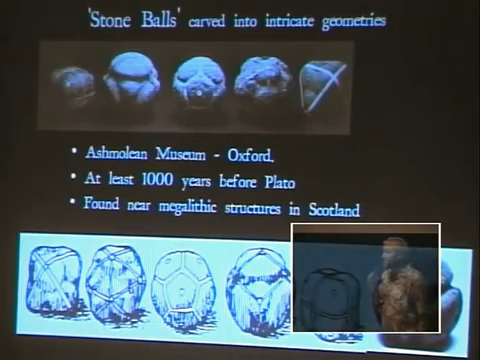 'Stone Balls' carved into intricate geometries
• Ashmolean Museum - Oxford.
• At least 1000 years before Plato
• Found near megalithic structures in Scotland